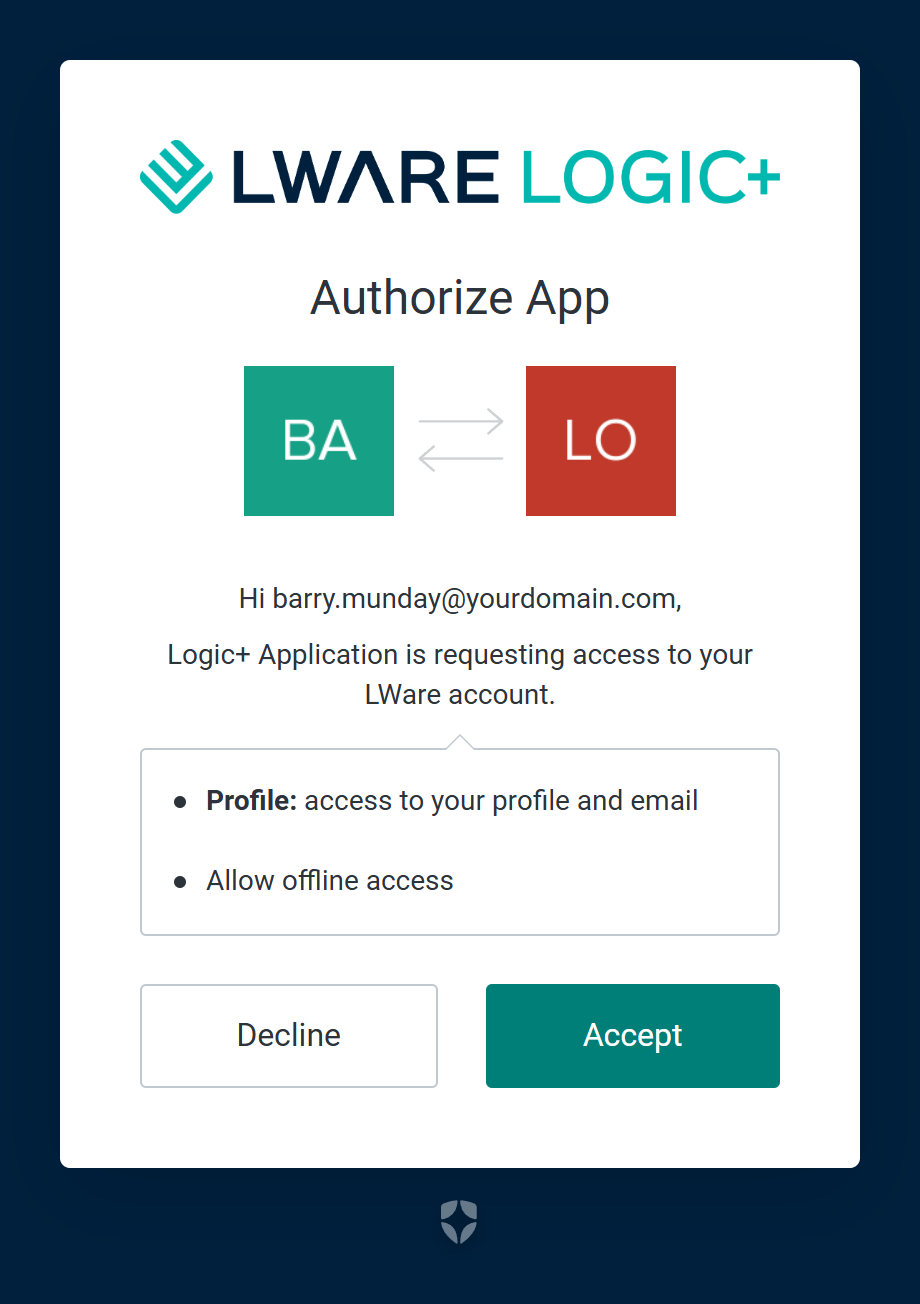 LWARE LOGIC+
Authorize App
BA
LO
Hi barry.munday@yourdomain.com,
Logic+ Application is requesting access to your
LWare account.
Profile: access to your profile and email
Allow offline access
Decline
Accept